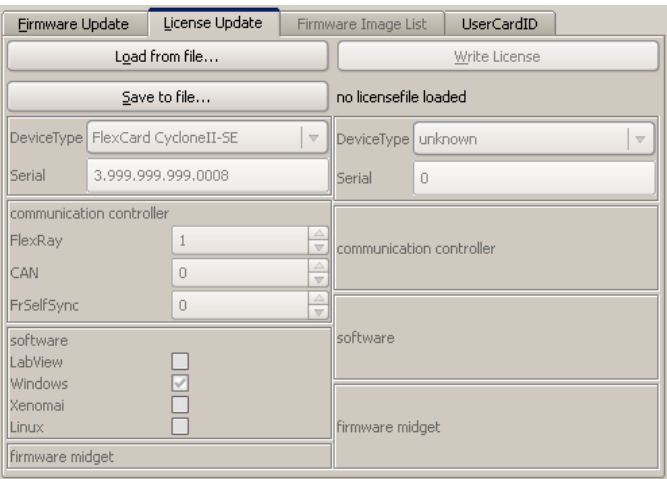 Firmware Update
License Update
Firmware Image List
UserCardID
Load from file...
Write License
Save to file...
no licensefile loaded
DeviceType FlexCard CycloneII-SE
Serial 3.999.999.999.0008
DeviceType unknown
Serial 0
communication controller
FlexRay 1
CAN 0
FrSelfSync 0
communication controller
software
LabView
Windows
Xenomai
Linux
software
firmware midget
firmware midget